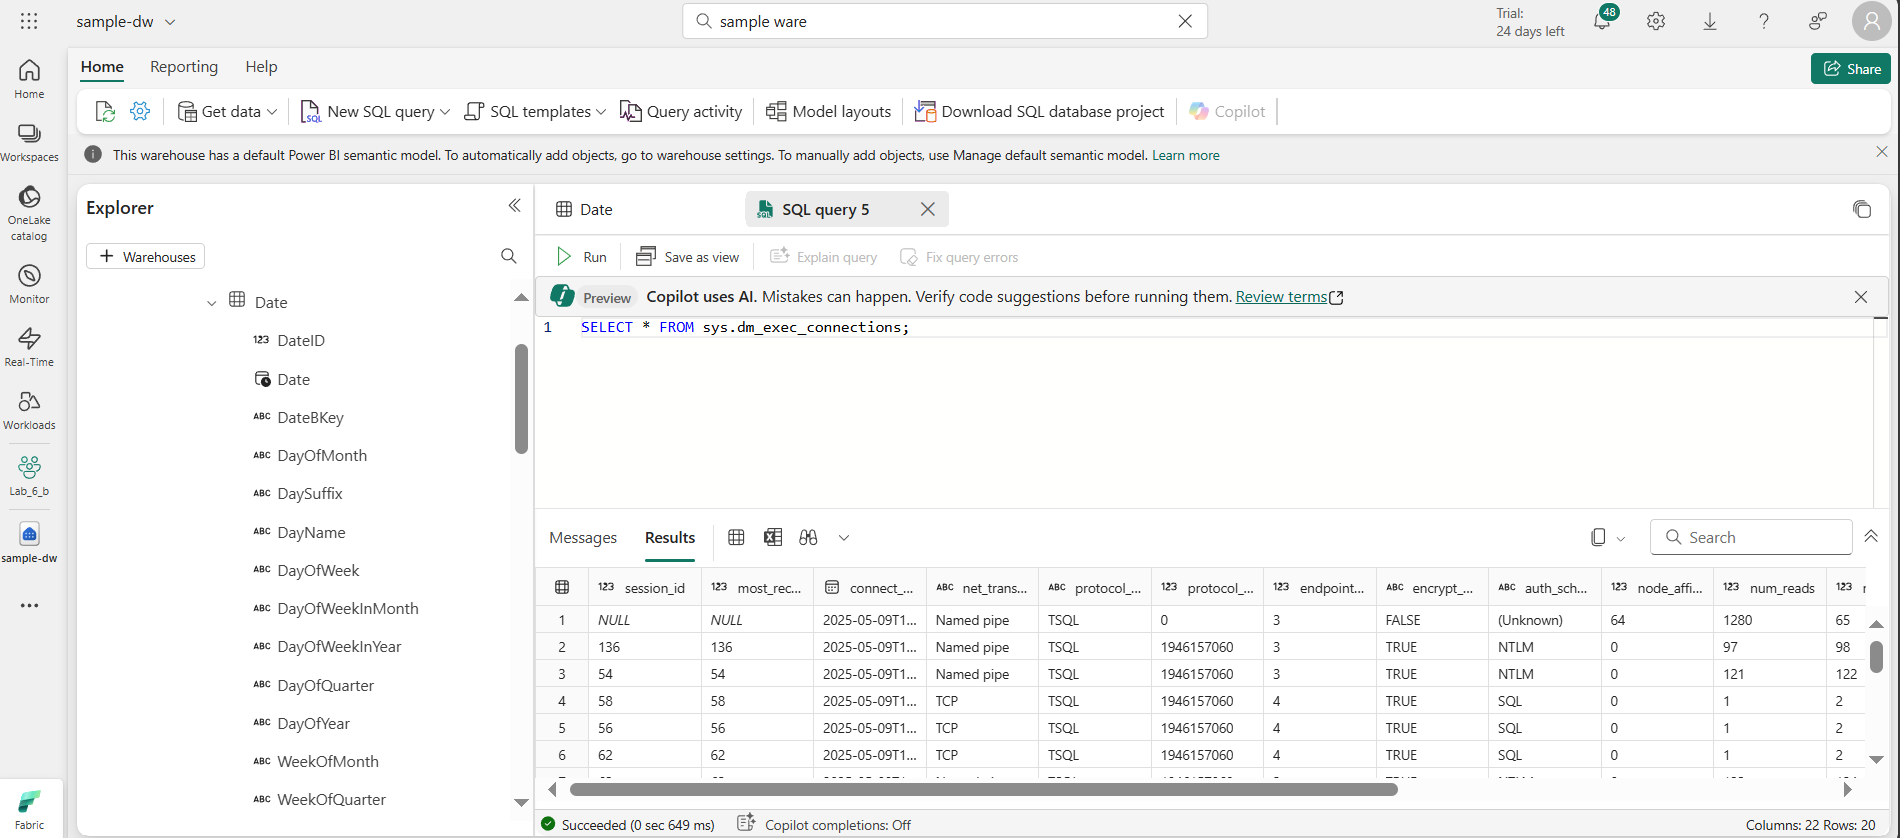 sample-dw
sample ware
Trial:
24 days left
48
Home Reporting Help
Share
Get data New SQL query SQL templates Query activity Model layouts Download SQL database project Copilot
This warehouse has a default Power BI semantic model. To automatically add objects, go to warehouse settings. To manually add objects, use Manage default semantic model. Learn more
Home
Workspaces
OneLake
catalog
Monitor
Real-Time
Workloads
Lab_6_b
sample-dw
Fabric
Explorer
Warehouses
Date
123 DateID
Date
ABC DateBKey
ABC DayOfMonth
ABC DaySuffix
ABC DayName
ABC DayOfWeek
ABC DayOfWeekInMonth
ABC DayOfWeekInYear
ABC DayOfQuarter
ABC DayOfYear
ABC WeekOfMonth
ABC WeekOfQuarter
Date SQL query 5
Run Save as view Explain query Fix query errors
Preview Copilot uses AI. Mistakes can happen. Verify code suggestions before running them. Review terms
1 SELECT * FROM sys.dm_exec_connections;
Messages Results Search
123 session_id 123 most_rec... connect_... ABC net_trans... ABC protocol_... 123 protocol_... 123 endpoint... ABC encrypt_... ABC auth_sch... 123 node_affi... 123 num_reads 123
1 NULL NULL 2025-05-09T1... Named pipe TSQL 0 3 FALSE (Unknown) 64 1280 65
2 136 136 2025-05-09T1... Named pipe TSQL 1946157060 3 TRUE NTLM 0 97 98
3 54 54 2025-05-09T1... Named pipe TSQL 1946157060 3 TRUE NTLM 0 121 122
4 58 58 2025-05-09T1... TCP TSQL 1946157060 4 TRUE SQL 0 1 2
5 56 56 2025-05-09T1... TCP TSQL 1946157060 4 TRUE SQL 0 1 2
6 62 62 2025-05-09T1... TCP TSQL 1946157060 4 TRUE SQL 0 1 2
Succeeded (0 sec 649 ms) Copilot completions: Off Columns: 22 Rows: 20